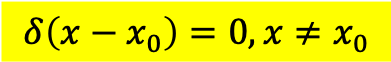 δ(x − x₀) = 0, x ≠ x₀